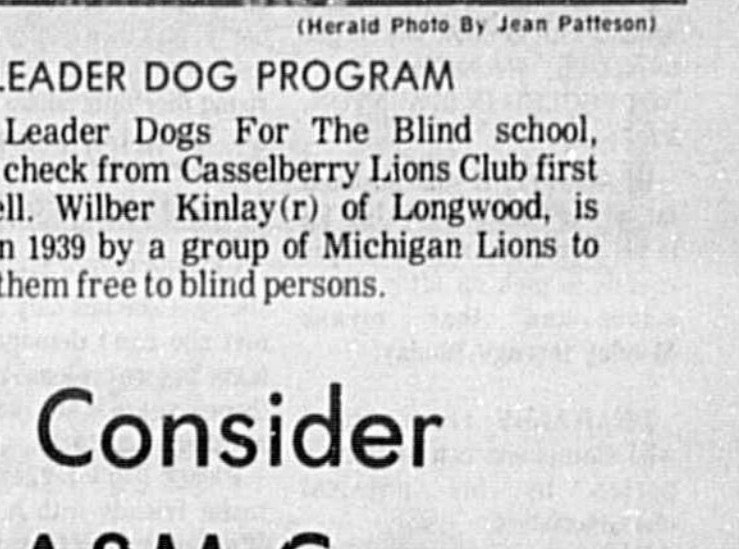 (Herald Photo By Jean Patteson)
LEADER DOG PROGRAM
Leader Dogs For The Blind school,
check from Casselberry Lions Club first
ell. Wilber Kinlay(r) of Longwood, is
n 1939 by a group of Michigan Lions to
them free to blind persons.
Consider
A&M C